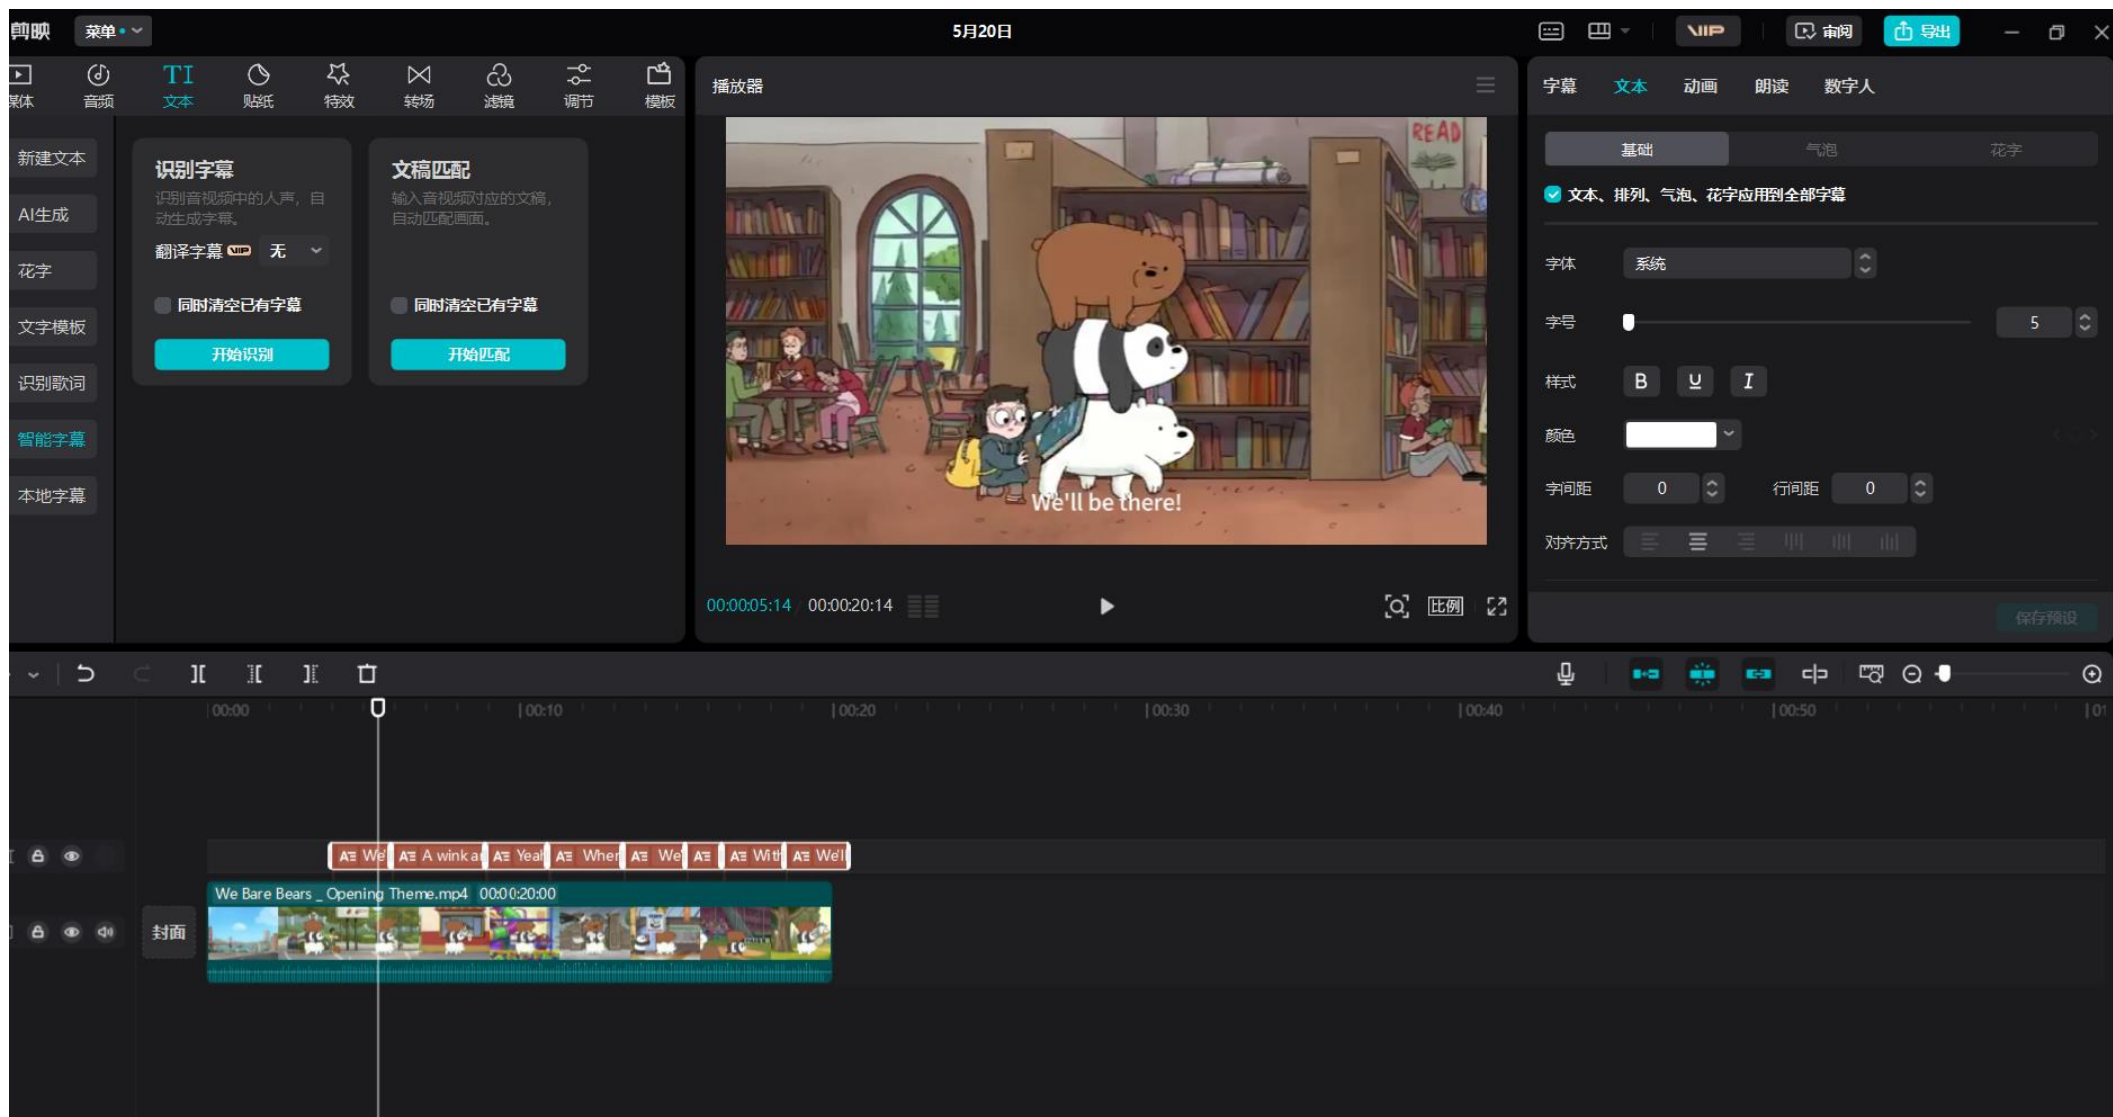 剪映
菜单
5月20日
VIP
审阅
导出
媒体
音频
TI
文本
贴纸
特效
转场
滤镜
调节
模板
新建文本
AI生成
花字
文字模板
识别歌词
智能字幕
本地字幕
识别字幕
识别音视频中的人声，自
动生成字幕。
翻译字幕 VIP 无
同时清空已有字幕
开始识别
文稿匹配
输入音视频对应的文稿，
自动匹配画面。
同时清空已有字幕
开始匹配
播放器
READ
We'll be there!
00:00:05:14 00:00:20:14
比例
字幕 文本 动画 朗读 数字人
基础 气泡 花字
文本、排列、气泡、花字应用到全部字幕
字体 系统
字号 5
样式 B U I
颜色
字间距 0 行间距 0
对齐方式
保存预设
00:00 00:10 00:20 00:30 00:40 00:50 01
We' A wink a Yeah Wher We With We'll
We Bare Bears _ Opening Theme.mp4 00:00:20:00
封面